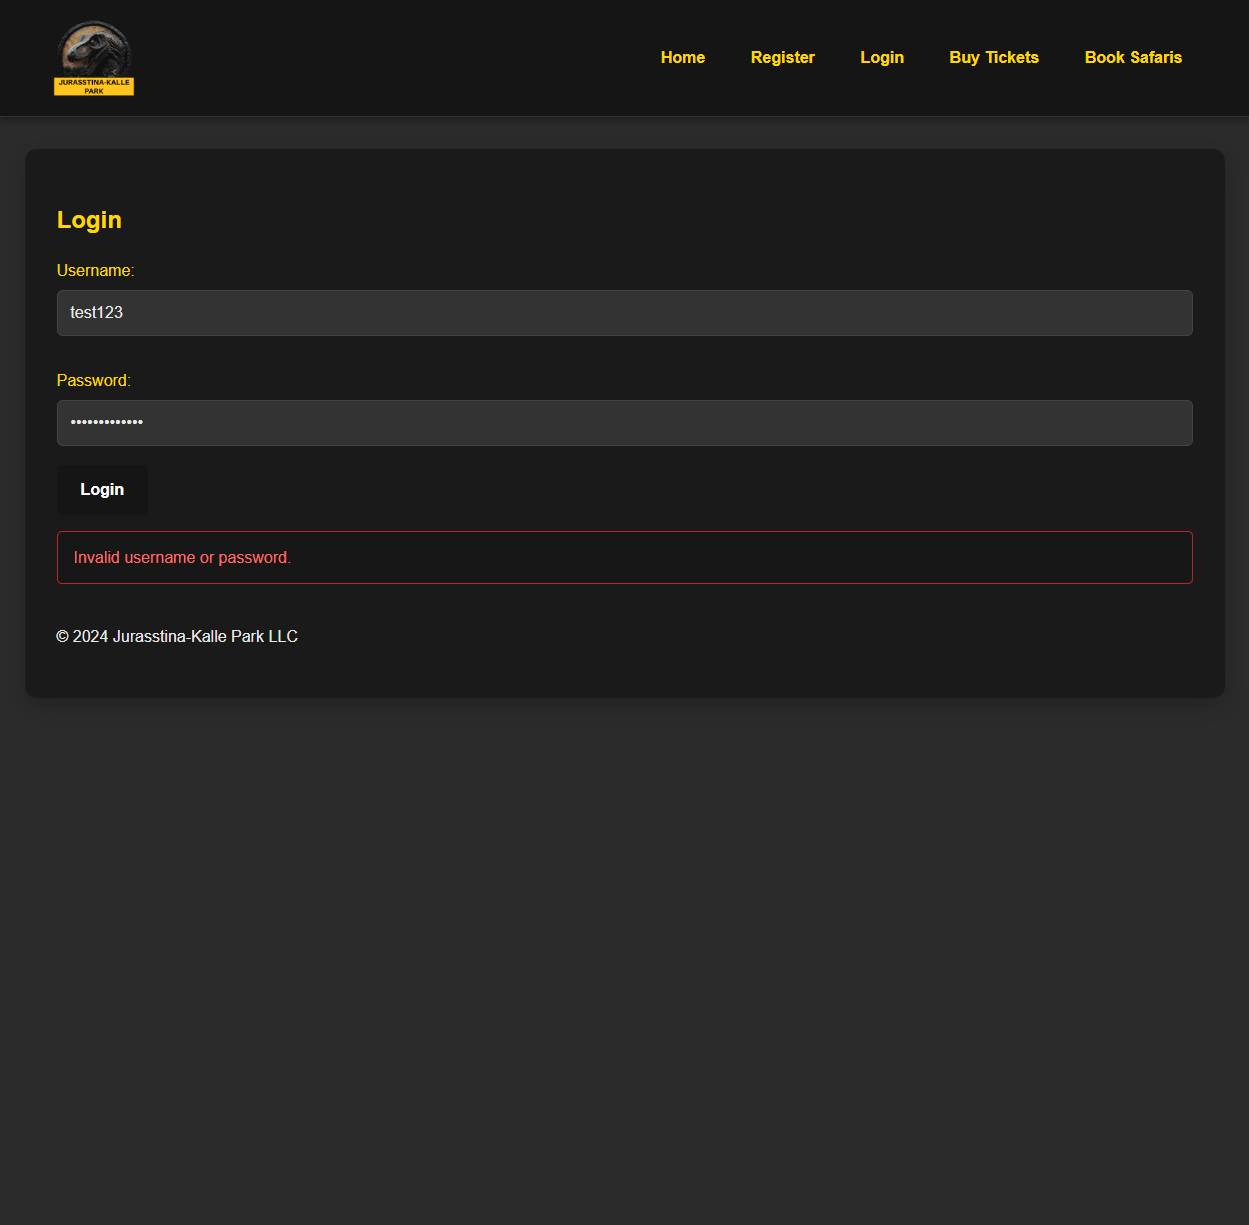 JURASSTINA-KALLE
PARK
Home Register Login Buy Tickets Book Safaris
Login
Username:
test123
Password:
•••••••••••••
Login
Invalid username or password.
© 2024 Jurasstina-Kalle Park LLC